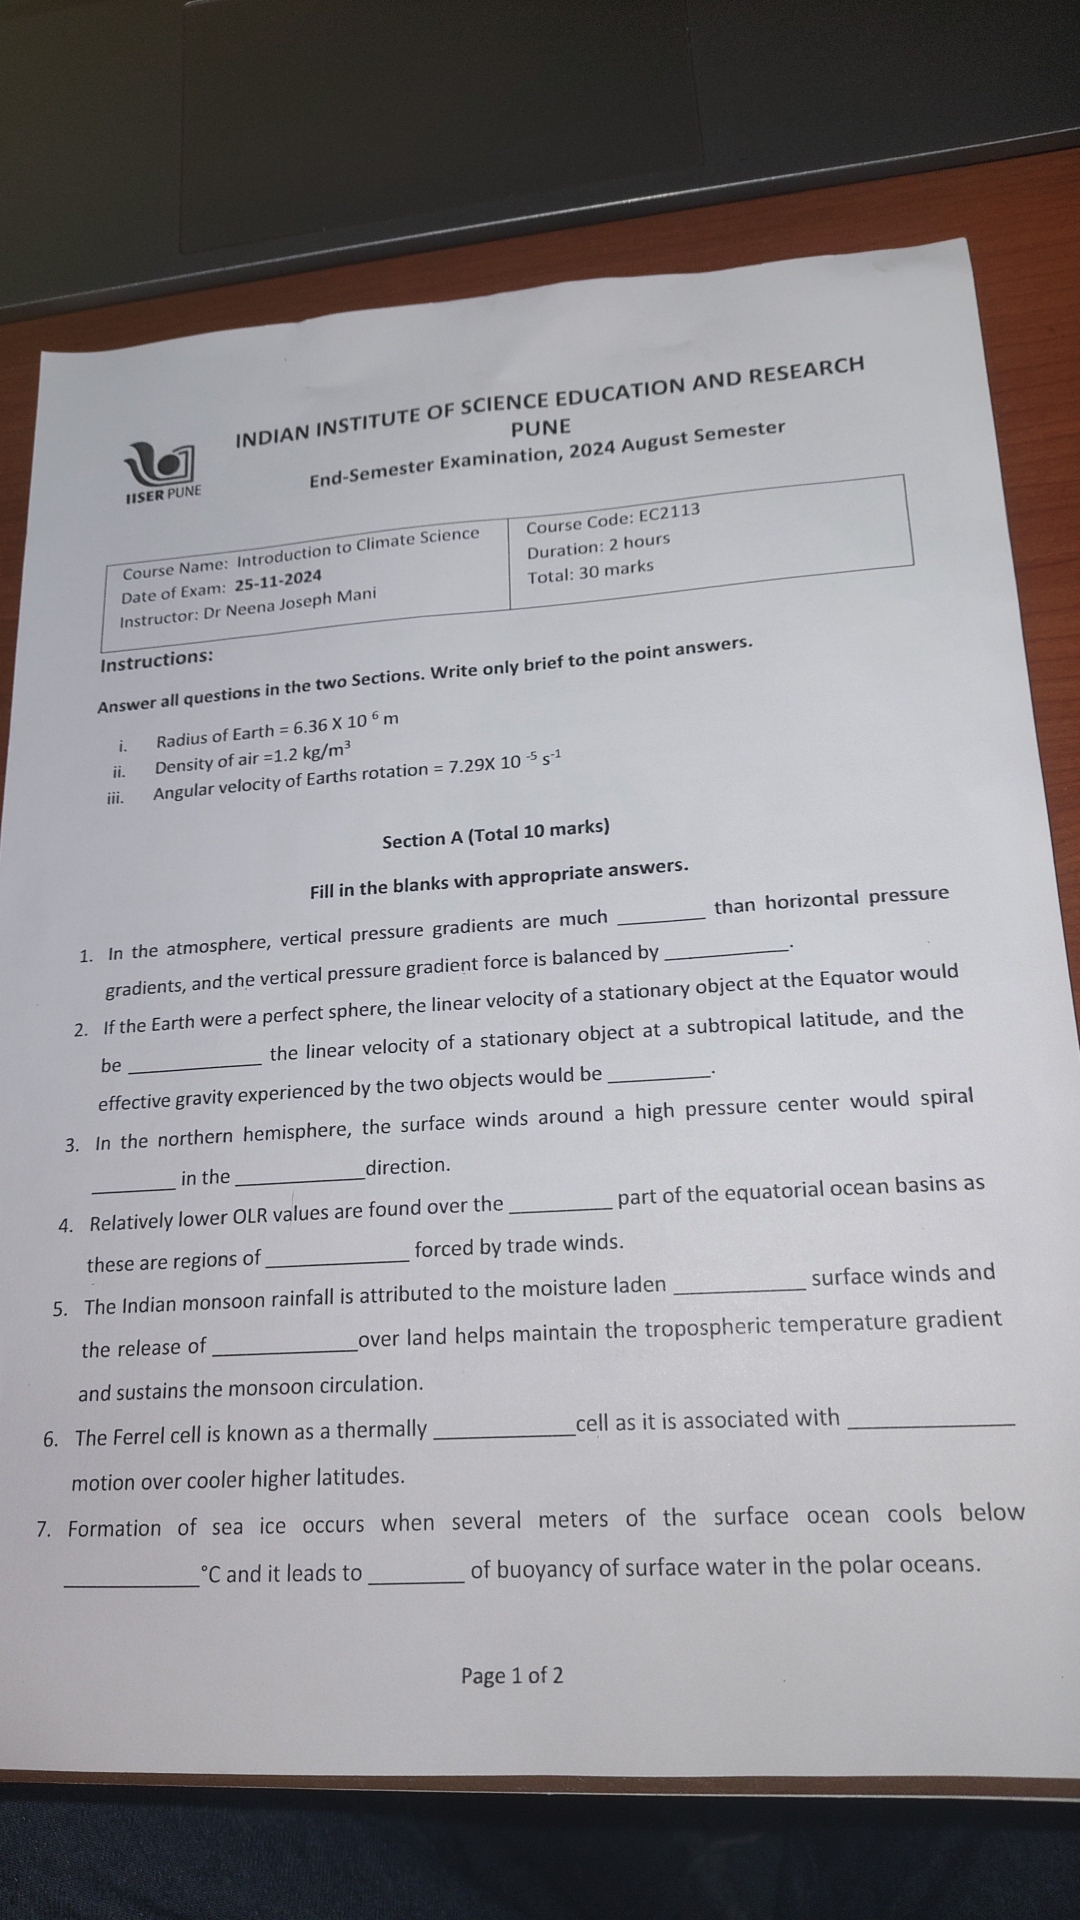 INDIAN INSTITUTE OF SCIENCE EDUCATION AND RESEARCH
PUNE
End-Semester Examination, 2024 August Semester
IISER PUNE
Course Name: Introduction to Climate Science
Date of Exam: 25-11-2024
Instructor: Dr Neena Joseph Mani
Course Code: EC2113
Duration: 2 hours
Total: 30 marks
Instructions:
Answer all questions in the two Sections. Write only brief to the point answers.
i. Radius of Earth = 6.36 X 10 ⁶ m
ii. Density of air =1.2 kg/m³
iii. Angular velocity of Earths rotation = 7.29X 10 ⁻⁵ s⁻¹
Section A (Total 10 marks)
Fill in the blanks with appropriate answers.
1. In the atmosphere, vertical pressure gradients are much ________ than horizontal pressure
gradients, and the vertical pressure gradient force is balanced by ___________.
2. If the Earth were a perfect sphere, the linear velocity of a stationary object at the Equator would
be ____________ the linear velocity of a stationary object at a subtropical latitude, and the
effective gravity experienced by the two objects would be _________.
3. In the northern hemisphere, the surface winds around a high pressure center would spiral
________ in the ____________direction.
4. Relatively lower OLR values are found over the _________ part of the equatorial ocean basins as
these are regions of _____________ forced by trade winds.
5. The Indian monsoon rainfall is attributed to the moisture laden ____________ surface winds and
the release of _____________over land helps maintain the tropospheric temperature gradient
and sustains the monsoon circulation.
6. The Ferrel cell is known as a thermally _____________cell as it is associated with _______________
motion over cooler higher latitudes.
7. Formation of sea ice occurs when several meters of the surface ocean cools below
____________°C and it leads to _________ of buoyancy of surface water in the polar oceans.
Page 1 of 2